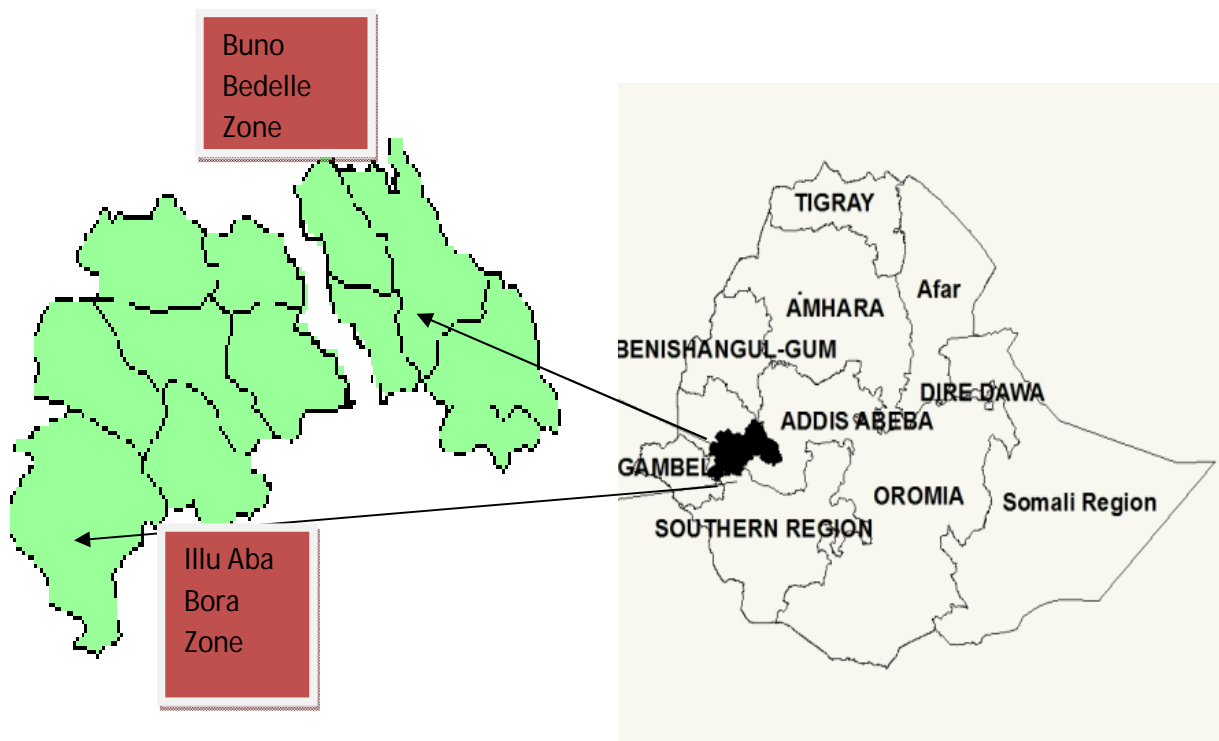 Buno
Bedelle
Zone
Illu Aba
Bora
Zone
TIGRAY
Afar
AMHARA
BENISHANGUL-GUM
DIRE DAWA
ADDIS ABEBA
GAMBEL
OROMIA
Somali Region
SOUTHERN REGION